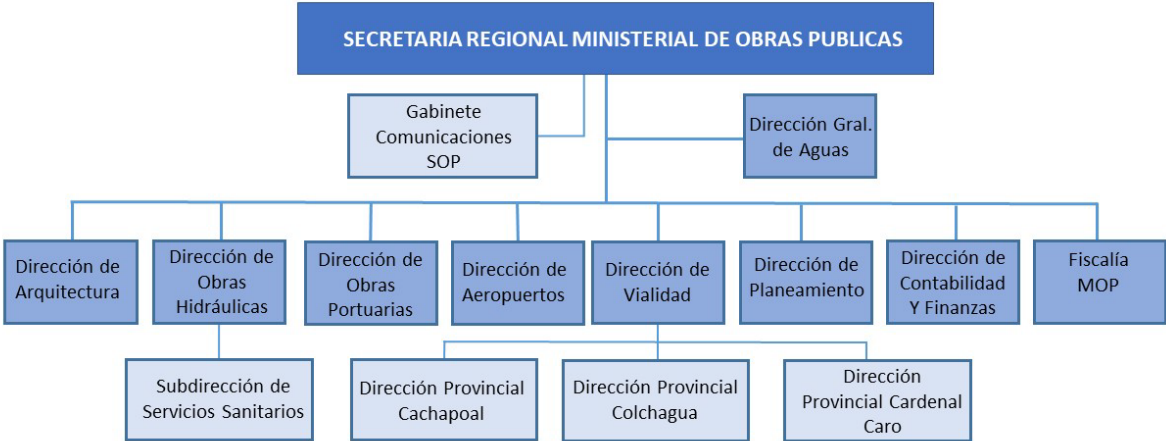 SECRETARIA REGIONAL MINISTERIAL DE OBRAS PUBLICAS
Gabinete
Comunicaciones
SOP
Dirección Gral.
de Aguas
Dirección de
Arquitectura
Dirección de
Obras
Hidráulicas
Dirección de
Obras
Portuarias
Dirección de
Aeropuertos
Dirección de
Vialidad
Dirección de
Planeamiento
Dirección de
Contabilidad
Y Finanzas
Fiscalía
MOP
Subdirección de
Servicios Sanitarios
Dirección Provincial
Cachapoal
Dirección Provincial
Colchagua
Dirección
Provincial Cardenal
Caro